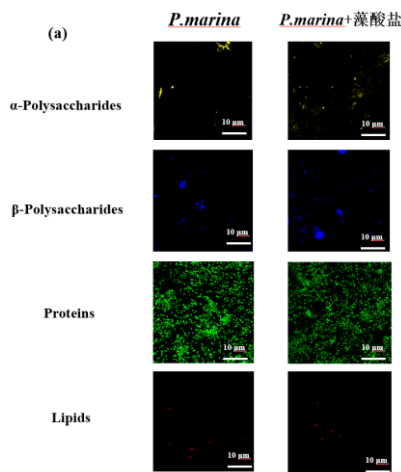 (a)
P.marina
P.marina+藻酸盐
α-Polysaccharides
10 μm
10 μm
β-Polysaccharides
10 μm
10 μm
Proteins
10 μm
10 μm
Lipids
10 μm
10 μm